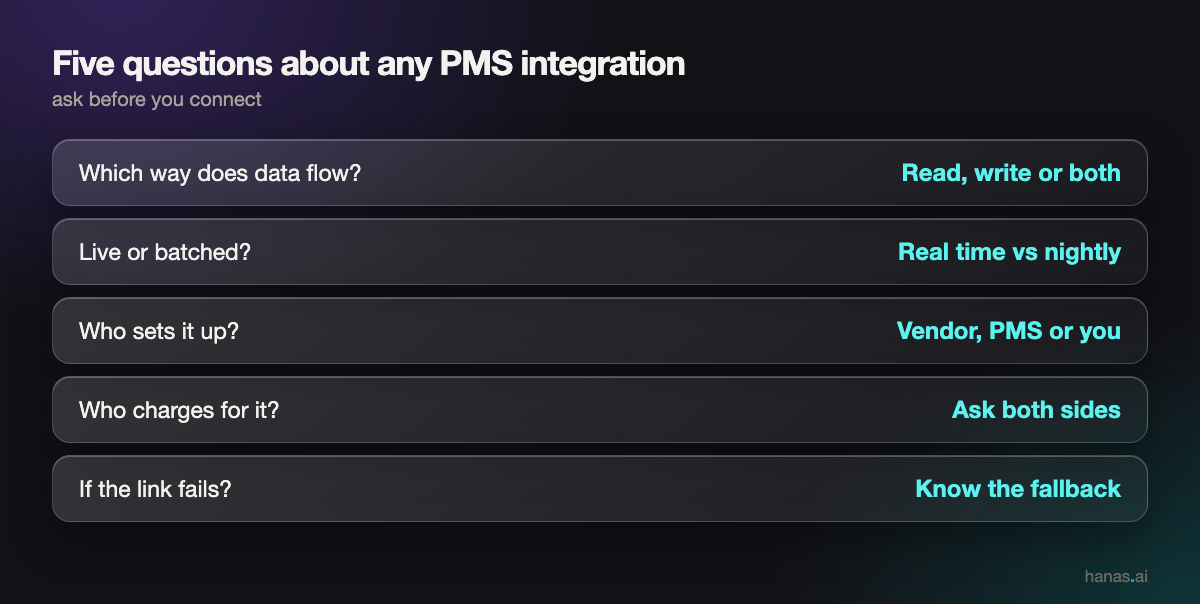 Five questions about any PMS integration
ask before you connect
Which way does data flow? Read, write or both
Live or batched? Real time vs nightly
Who sets it up? Vendor, PMS or you
Who charges for it? Ask both sides
If the link fails? Know the fallback
hanas.ai